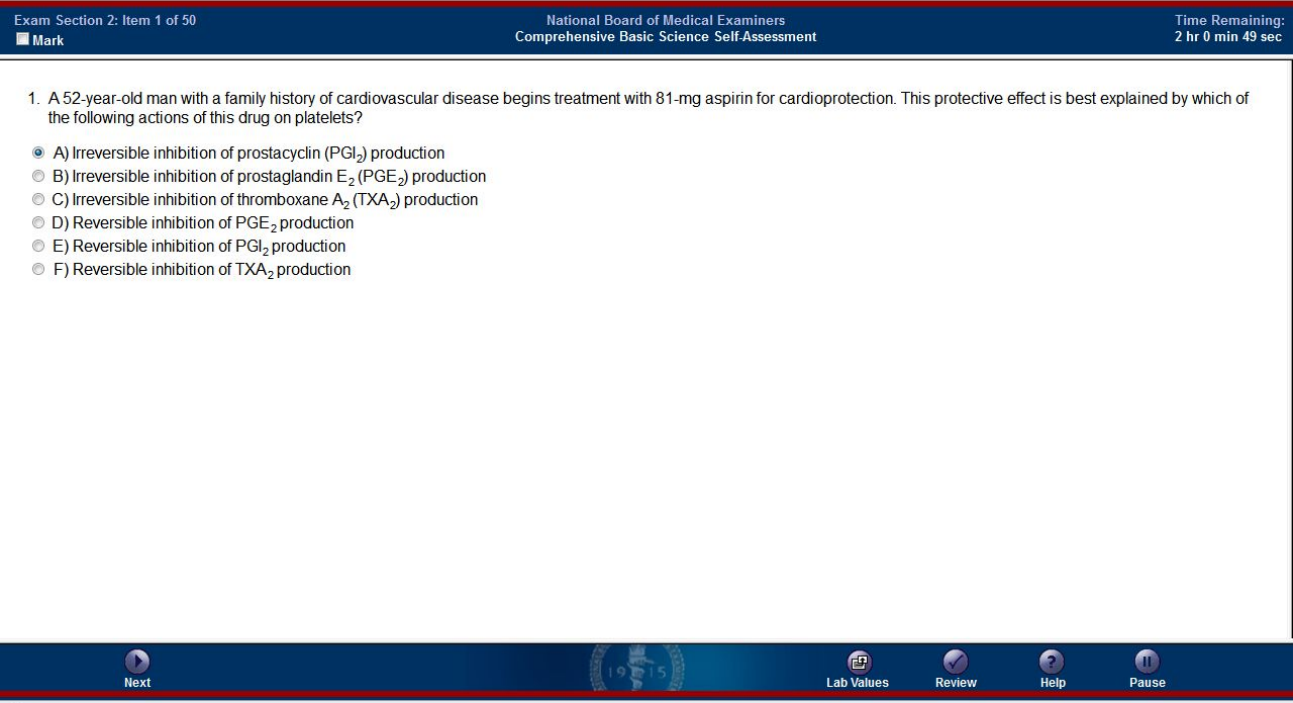 Exam Section 2: Item 1 of 50
National Board of Medical Examiners
Time Remaining:
Mark
Comprehensive Basic Science Self-Assessment
2 hr 0 min 49 sec
1. A 52-year-old man with a family history of cardiovascular disease begins treatment with 81-mg aspirin for cardioprotection. This protective effect is best explained by which of
the following actions of this drug on platelets?
A) Irreversible inhibition of prostacyclin (PGI₂) production
B) Irreversible inhibition of prostaglandin E₂ (PGE₂) production
C) Irreversible inhibition of thromboxane A₂ (TXA₂) production
D) Reversible inhibition of PGE₂ production
E) Reversible inhibition of PGI₂ production
F) Reversible inhibition of TXA₂ production
1915
Next
Lab Values
Review
Help
Pause